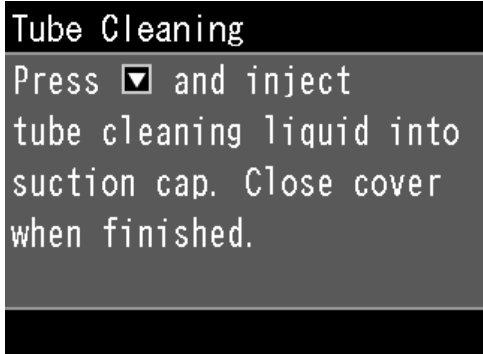 Tube Cleaning
Press ▼ and inject
tube cleaning liquid into
suction cap. Close cover
when finished.